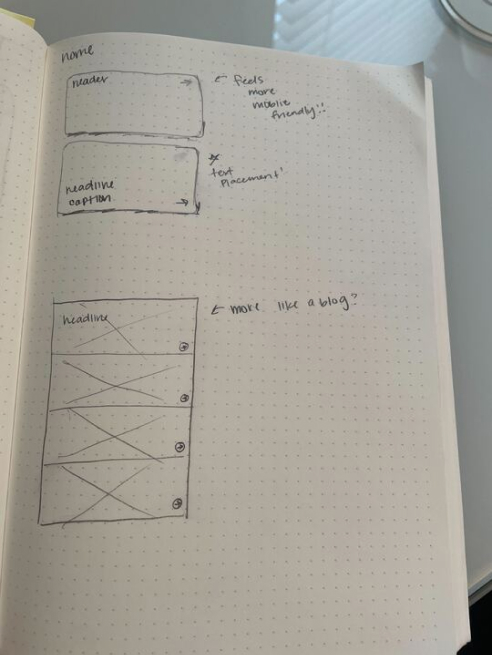 home
header
← feels
more
mobile
friendly!!
headline
caption
* text
placement!
headline
← more like a blog?